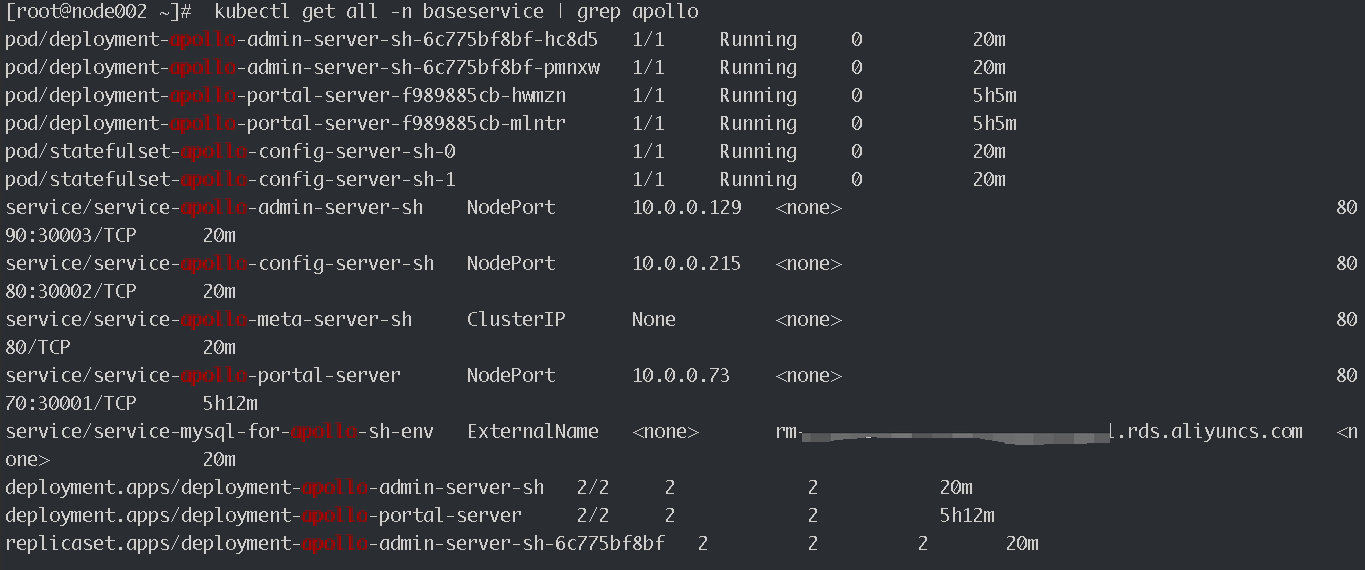 [root@node002 ~]#  kubectl get all -n baseservice | grep apollo
pod/deployment-apollo-admin-server-sh-6c775bf8bf-hc8d5   1/1     Running     0          20m
pod/deployment-apollo-admin-server-sh-6c775bf8bf-pmnxw   1/1     Running     0          20m
pod/deployment-apollo-portal-server-f989885cb-hwmzn      1/1     Running     0          5h5m
pod/deployment-apollo-portal-server-f989885cb-mlntr      1/1     Running     0          5h5m
pod/statefulset-apollo-config-server-sh-0                1/1     Running     0          20m
pod/statefulset-apollo-config-server-sh-1                1/1     Running     0          20m
service/service-apollo-admin-server-sh    NodePort       10.0.0.129   <none>                                             80
90:30003/TCP      20m
service/service-apollo-config-server-sh   NodePort       10.0.0.215   <none>                                             80
80:30002/TCP      20m
service/service-apollo-meta-server-sh     ClusterIP      None         <none>                                             80
80/TCP            20m
service/service-apollo-portal-server      NodePort       10.0.0.73    <none>                                             80
70:30001/TCP      5h12m
service/service-mysql-for-apollo-sh-env   ExternalName   <none>       rm- .rds.aliyuncs.com   <n
one>              20m
deployment.apps/deployment-apollo-admin-server-sh   2/2     2            2           20m
deployment.apps/deployment-apollo-portal-server     2/2     2            2           5h12m
replicaset.apps/deployment-apollo-admin-server-sh-6c775bf8bf   2         2         2       20m